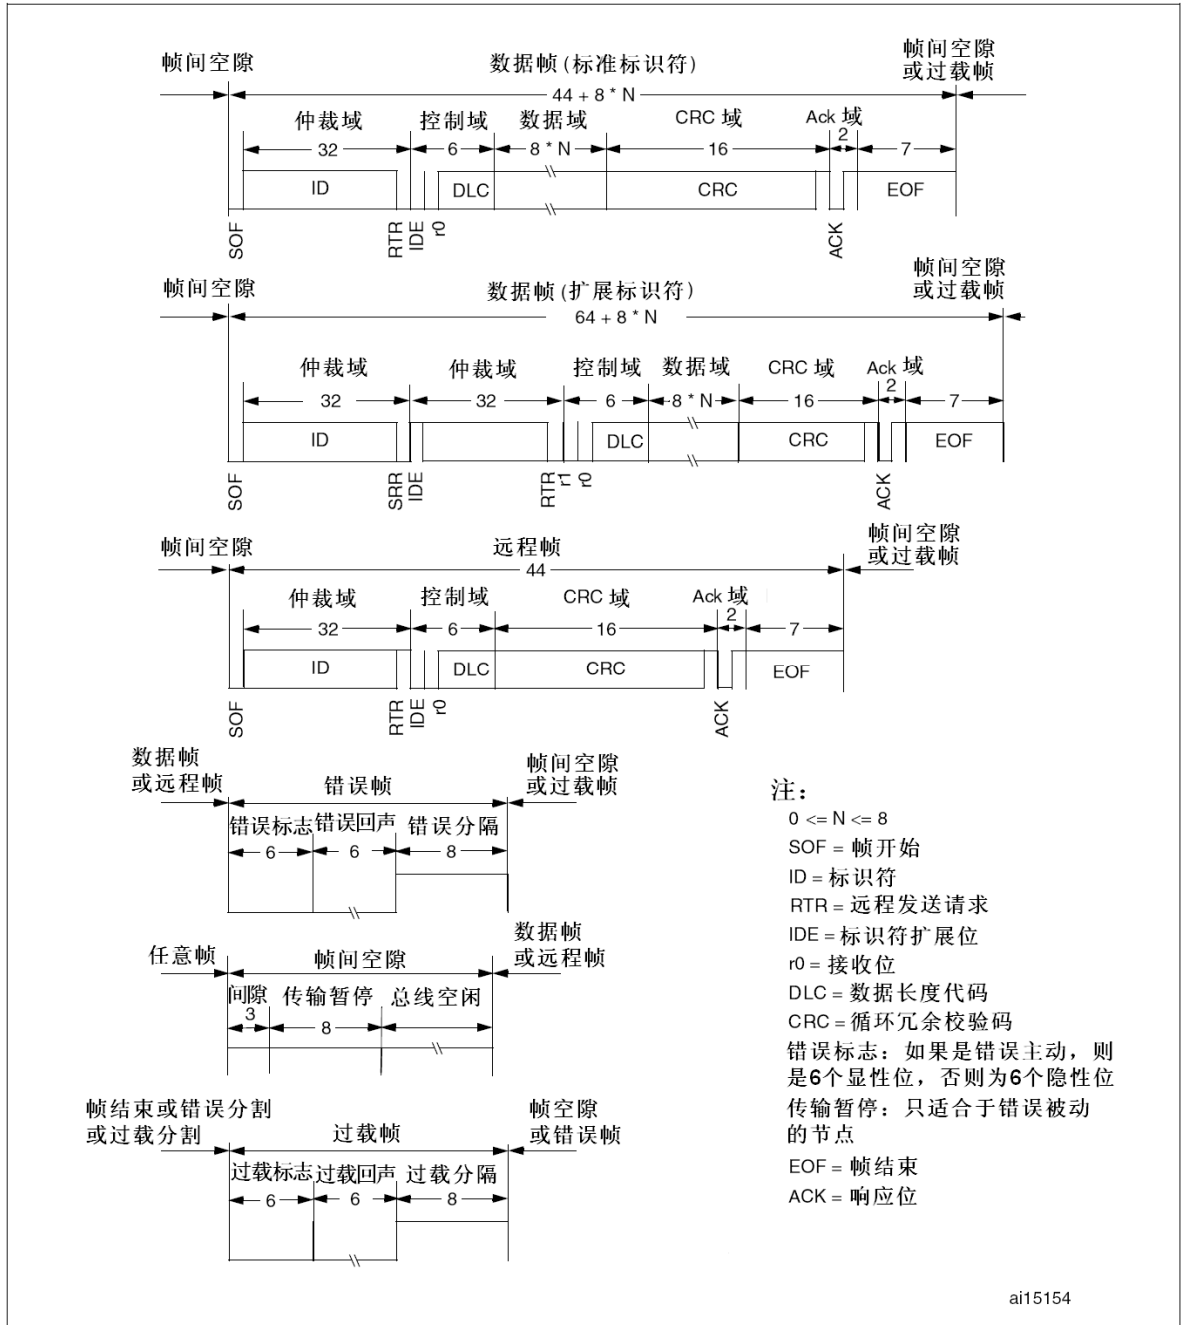 帧间空隙
数据帧(标准标识符)
帧间空隙
或过载帧
44 + 8 * N
仲裁域
控制域
数据域
CRC 域
Ack 域
32
6
8 * N
16
2
7
ID
DLC
CRC
EOF
SOF
RTR
IDE
r0
ACK
帧间空隙
数据帧(扩展标识符)
帧间空隙
或过载帧
64 + 8 * N
仲裁域
仲裁域
控制域
数据域
CRC 域
Ack 域
32
32
6
8 * N
16
2
7
ID
DLC
CRC
EOF
SOF
SRR
IDE
RTR
r1
r0
ACK
帧间空隙
远程帧
帧间空隙
或过载帧
44
仲裁域
控制域
CRC 域
Ack 域
32
6
16
2
7
ID
DLC
CRC
EOF
SOF
RTR
IDE
r0
ACK
数据帧
或远程帧
错误帧
帧间空隙
或过载帧
错误标志
错误回声
错误分隔
6
6
8
任意帧
帧间空隙
数据帧
或远程帧
间隙
传输暂停
总线空闲
3
8
帧结束或错误分割
或过载分割
过载帧
帧空隙
或错误帧
过载标志
过载回声
过载分隔
6
6
8
注：
0 <= N <= 8
SOF = 帧开始
ID = 标识符
RTR = 远程发送请求
IDE = 标识符扩展位
r0 = 接收位
DLC = 数据长度代码
CRC = 循环冗余校验码
错误标志：如果是错误主动，则
是6个显性位，否则为6个隐性位
传输暂停：只适合于错误被动
的节点
EOF = 帧结束
ACK = 响应位
ai15154